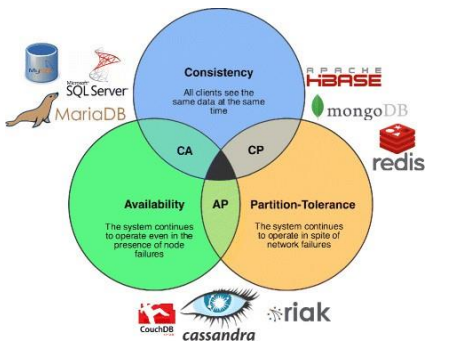 MySQL
Microsoft
SQL Server
MariaDB
Consistency
All clients see the
same data at the same
time
APACHE
HBASE
mongoDB
redis
CA
CP
Availability
The system continues
to operate even in the
presence of node
failures
AP
Partition-Tolerance
The system continues
to operate in spite of
network failures
CouchDB
cassandra
riak